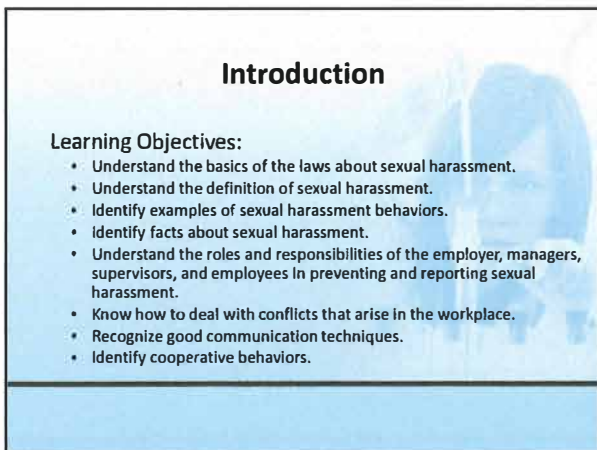 Introduction
Learning Objectives:
• Understand the basics of the laws about sexual harassment.
• Understand the definition of sexual harassment.
• Identify examples of sexual harassment behaviors.
• Identify facts about sexual harassment.
• Understand the roles and responsibilities of the employer, managers,
supervisors, and employees in preventing and reporting sexual
harassment.
• Know how to deal with conflicts that arise in the workplace.
• Recognize good communication techniques.
• Identify cooperative behaviors.